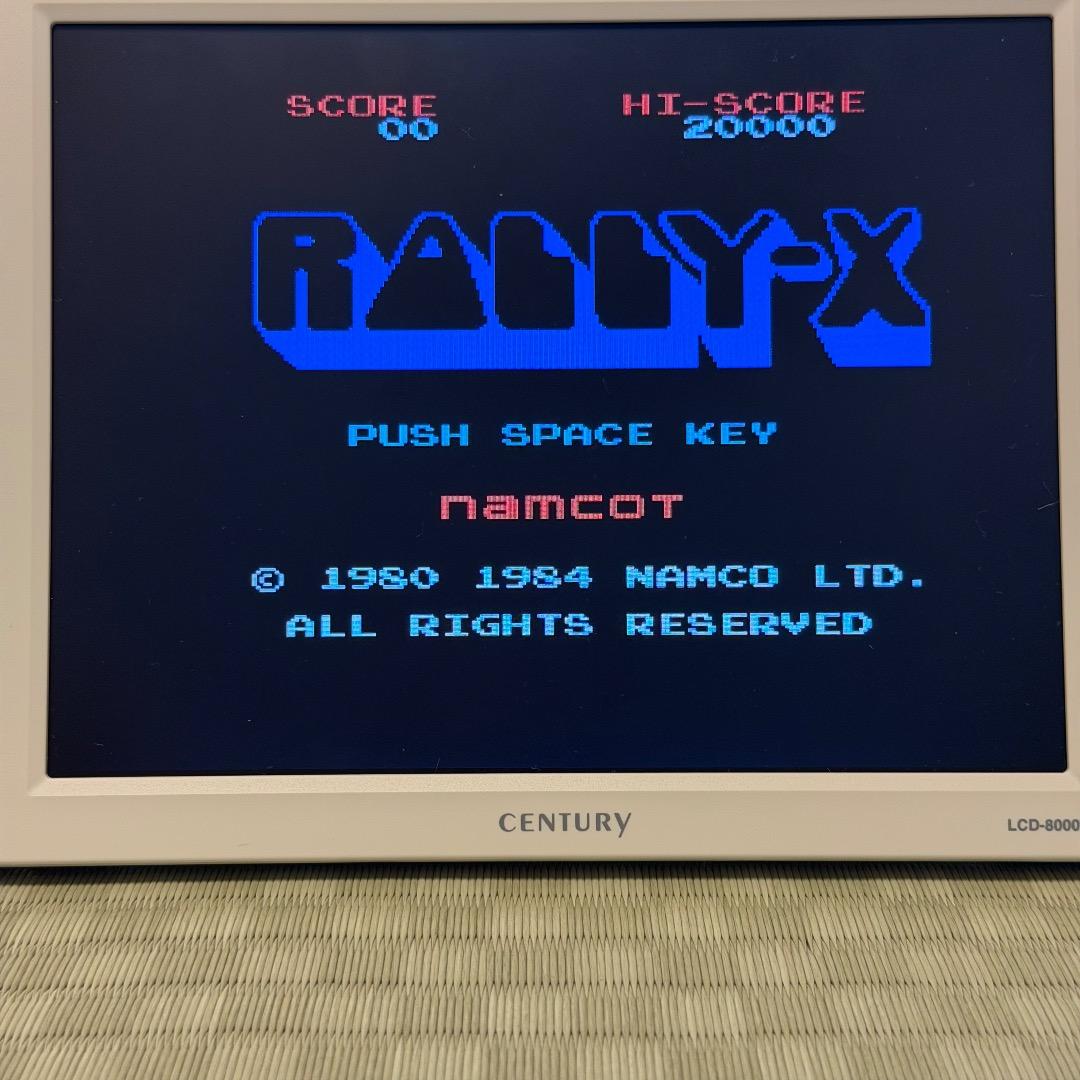 SCORE HI-SCORE
00 20000
RALLY-X
PUSH SPACE KEY
namcot
© 1980 1984 NAMCO LTD.
ALL RIGHTS RESERVED
CENTURY
LCD-8000